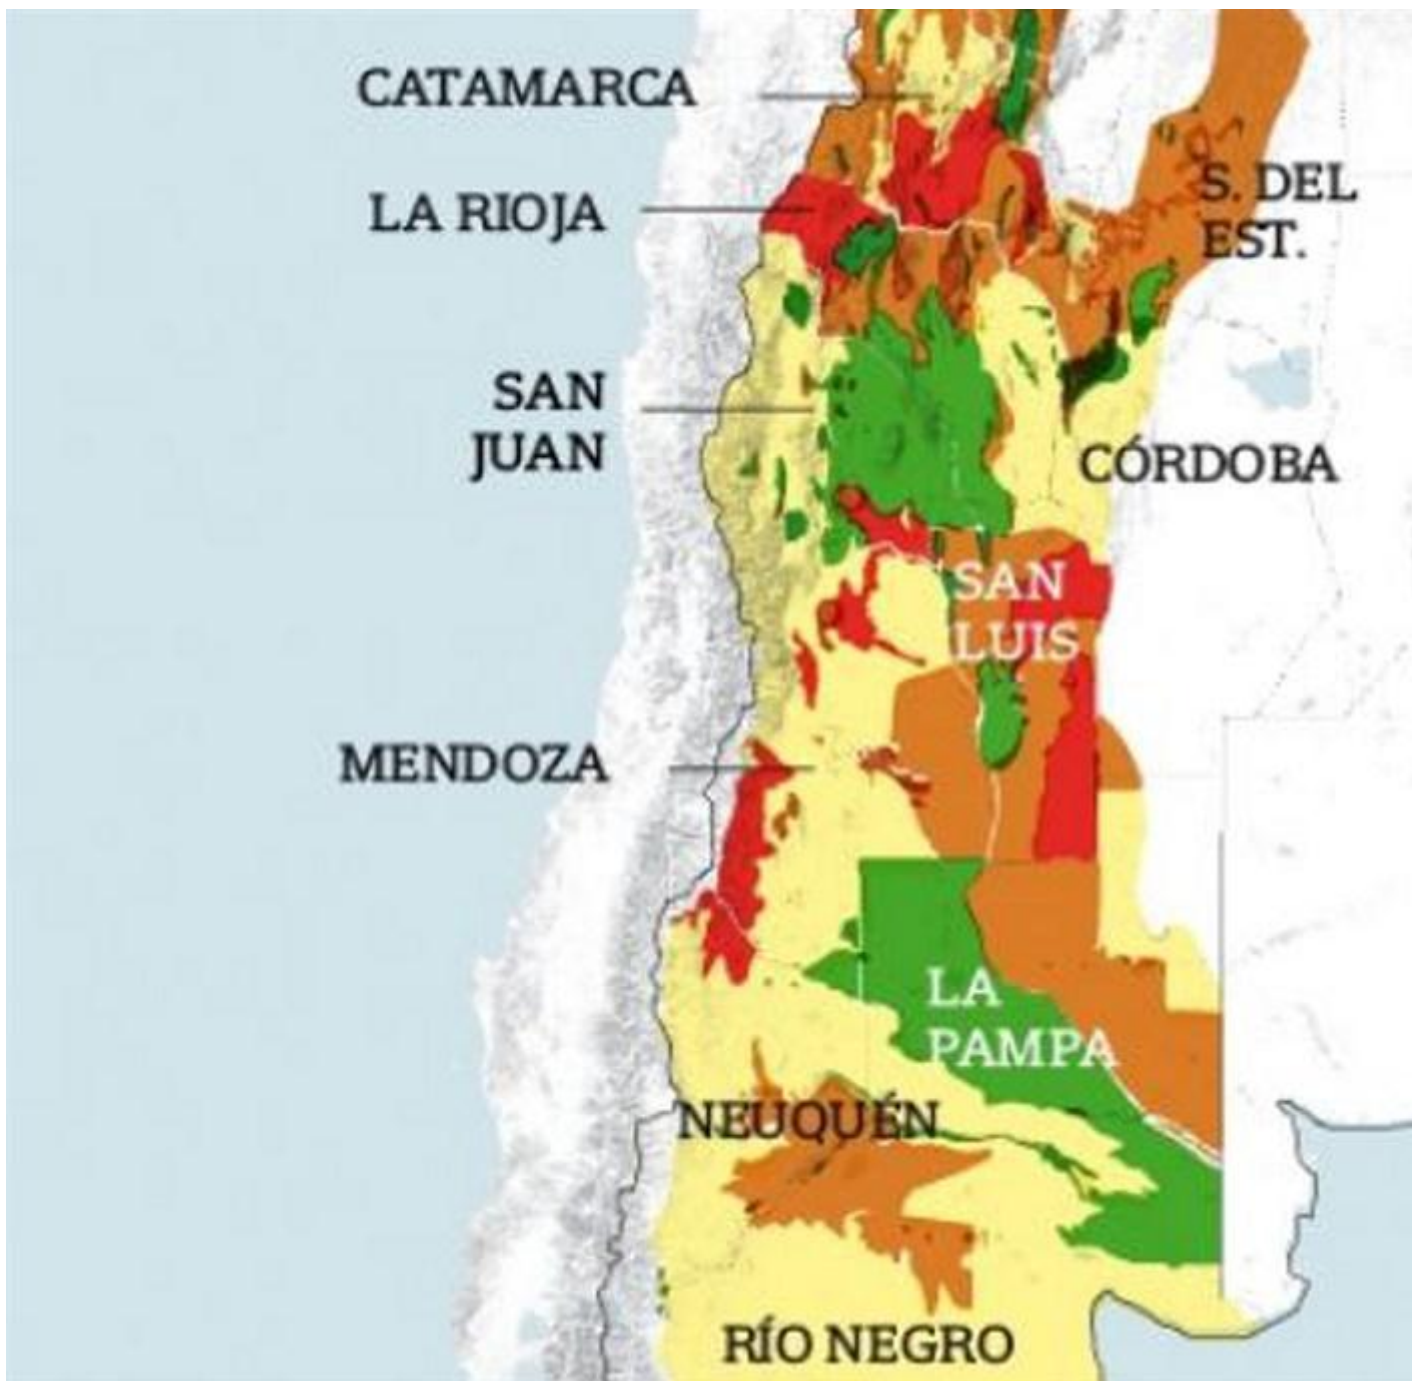 CATAMARCA
LA RIOJA
S. DEL
EST.
SAN
JUAN
CÓRDOBA
SAN
LUIS
MENDOZA
LA
PAMPA
NEUQUÉN
RÍO NEGRO